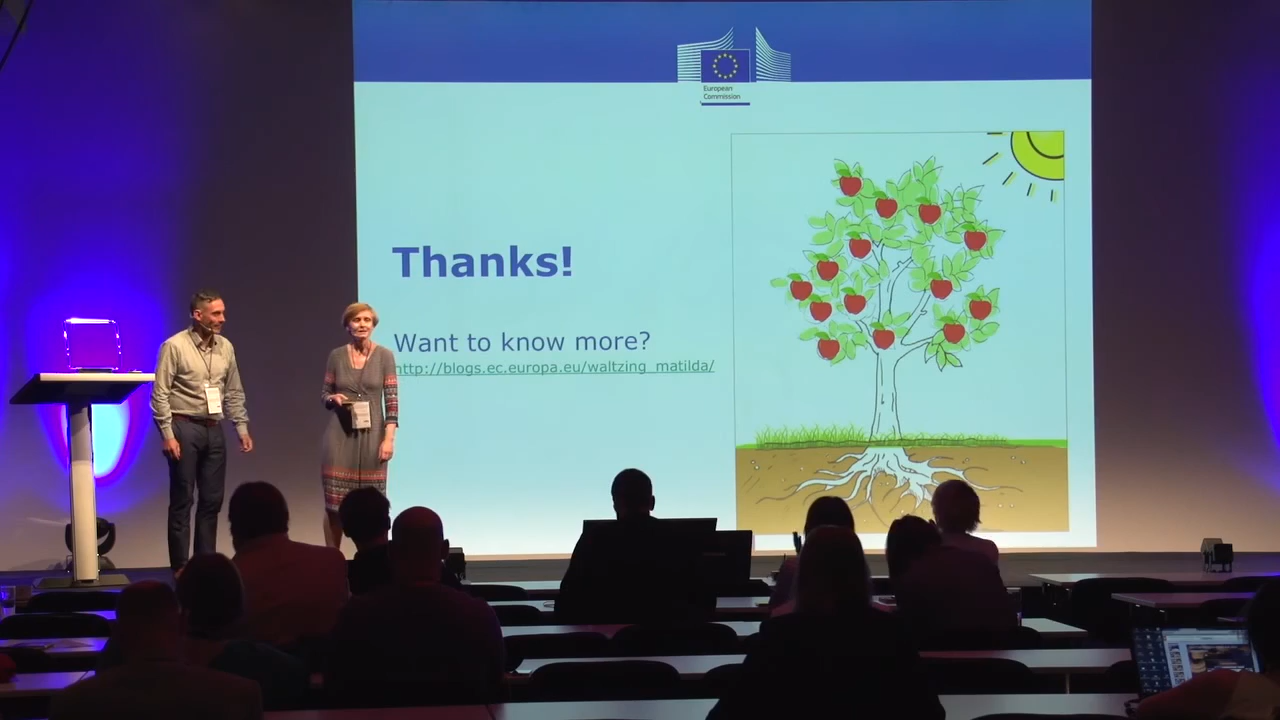 European
Commission
Thanks!
Want to know more?
http://blogs.ec.europa.eu/waltzing_matilda/